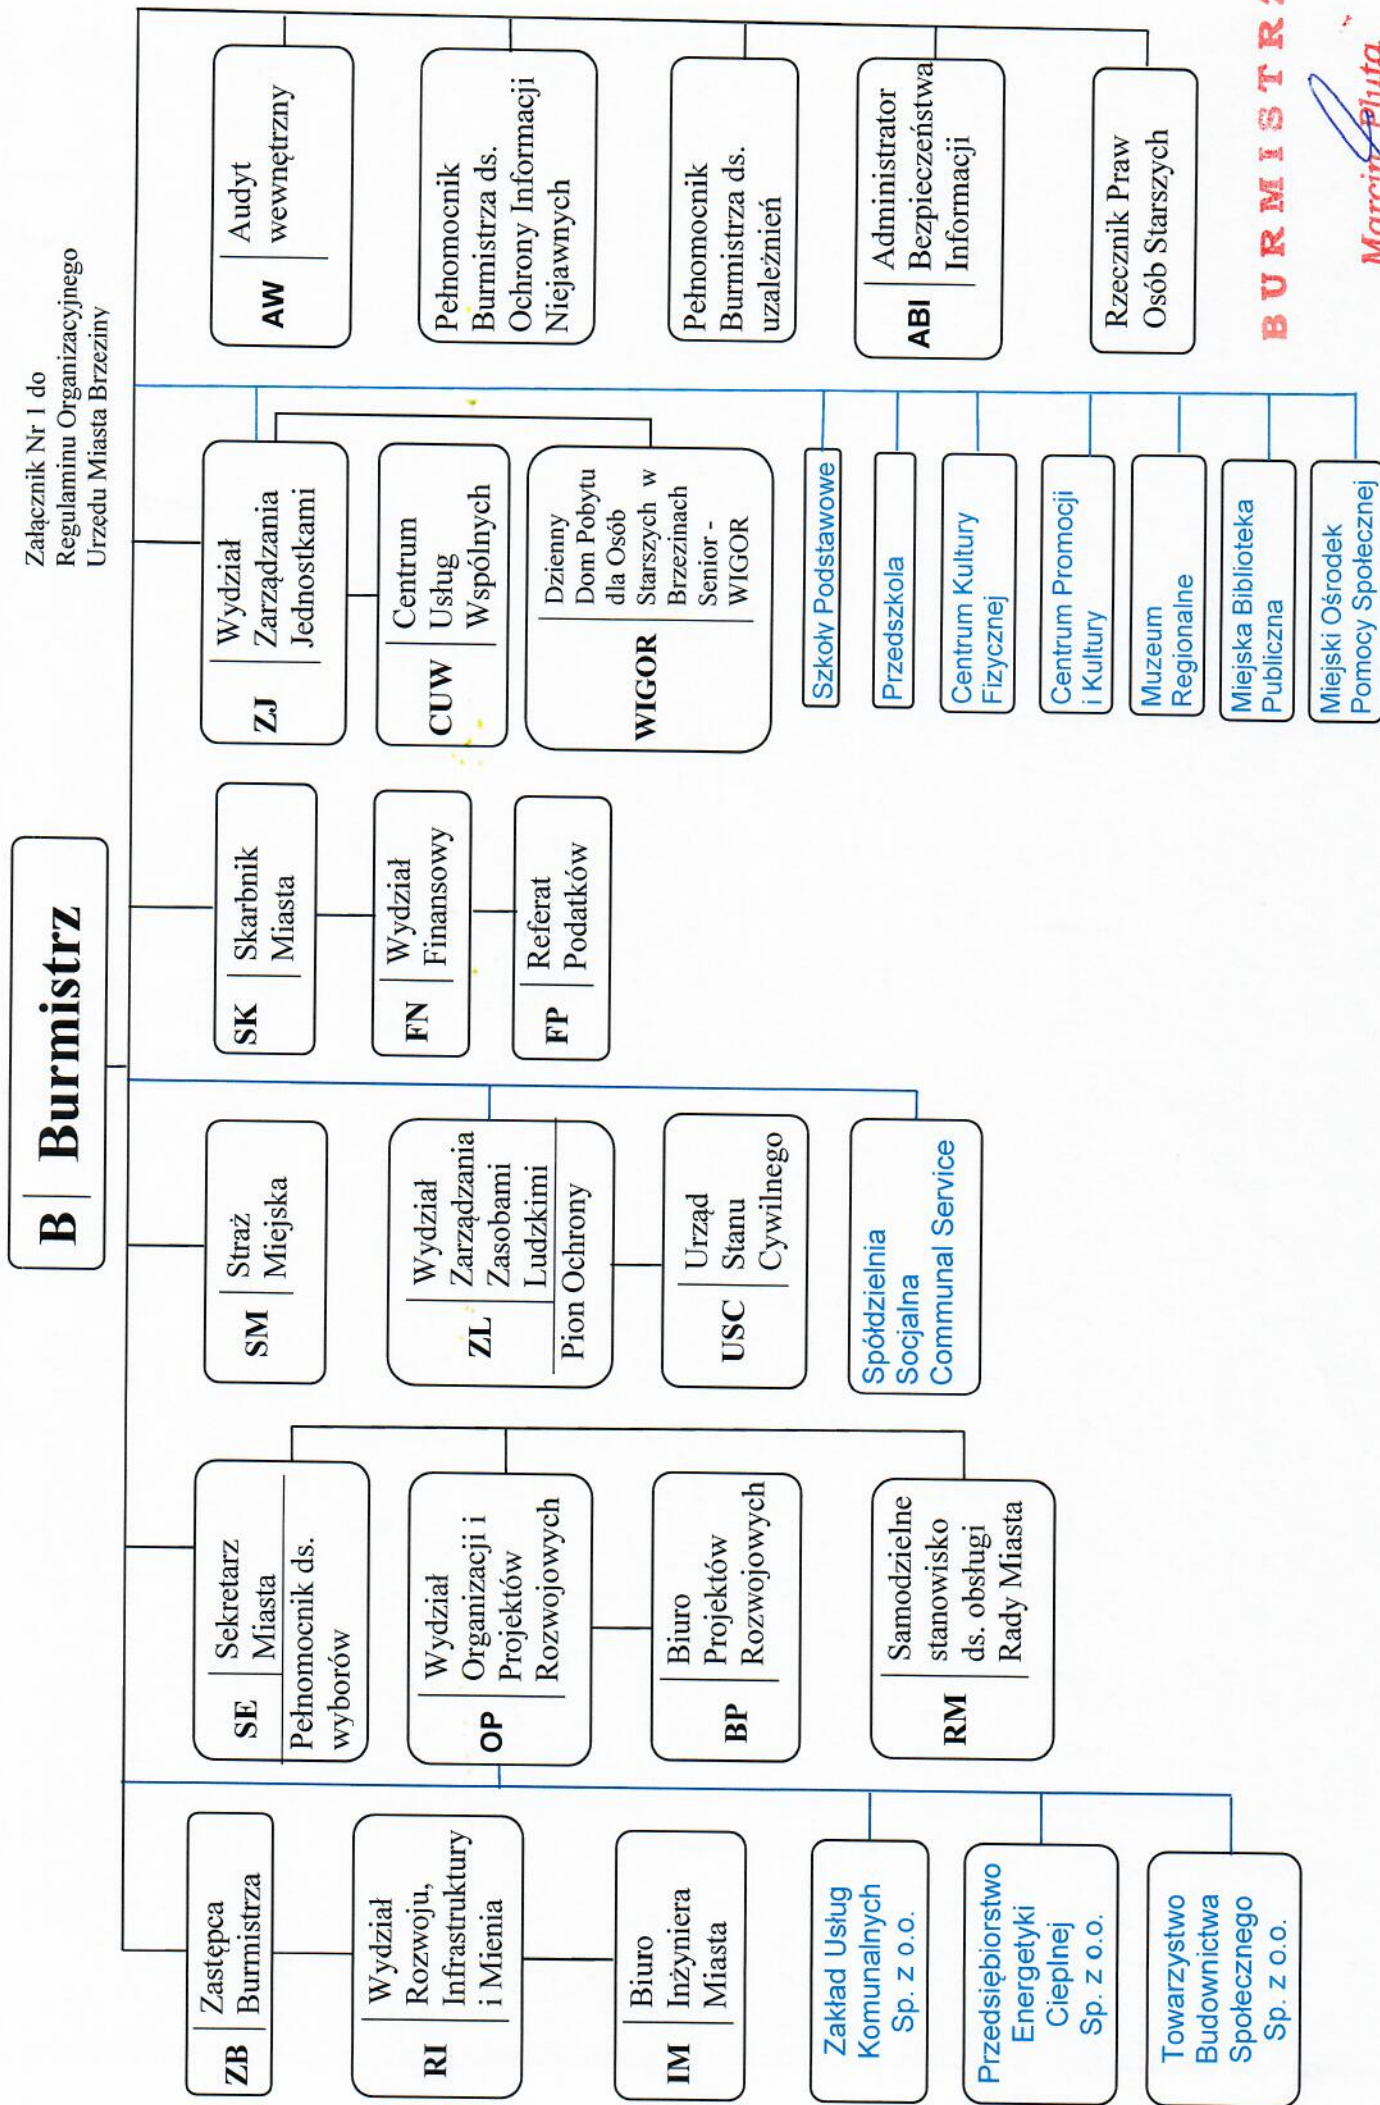 Załącznik Nr 1 do
Regulaminu Organizacyjnego
Urzędu Miasta Brzeziny
B Burmistrz
ZB Zastępca
Burmistrza
RI Wydział
Rozwoju,
Infrastruktury
i Mienia
IM Biuro
Inżyniera
Miasta
Zakład Usług
Komunalnych
Sp. z o.o.
Przedsiębiorstwo
Energetyki
Cieplnej
Sp. z o.o.
Towarzystwo
Budownictwa
Społecznego
Sp. z o.o.
SE Sekretarz
Miasta
Pełnomocnik ds.
wyborów
OP Wydział
Organizacji i
Projektów
Rozwojowych
BP Biuro
Projektów
Rozwojowych
RM Samodzielne
stanowisko
ds. obsługi
Rady Miasta
SM Straż
Miejska
ZL Wydział
Zarządzania
Zasobami
Ludzkimi
Pion Ochrony
USC Urząd
Stanu
Cywilnego
Spółdzielnia
Socjalna
Communal Service
SK Skarbnik
Miasta
FN Wydział
Finansowy
FP Referat
Podatków
ZJ Wydział
Zarządzania
Jednostkami
CUW Centrum
Usług
Wspólnych
WIGOR Dzienny
Dom Pobytu
dla Osób
Starszych w
Brzezinach
Senior -
WIGOR
Szkoły Podstawowe
Przedszkola
Centrum Kultury
Fizycznej
Centrum Promocji
i Kultury
Muzeum
Regionalne
Miejska Biblioteka
Publiczna
Miejski Ośrodek
Pomocy Społecznej
AW Audyt
wewnętrzny
Pełnomocnik
Burmistrza ds.
Ochrony Informacji
Niejawnych
Pełnomocnik
Burmistrza ds.
uzależnień
ABI Administrator
Bezpieczeństwa
Informacji
Rzecznik Praw
Osób Starszych
BURMISTRZ
Marcin Pluta